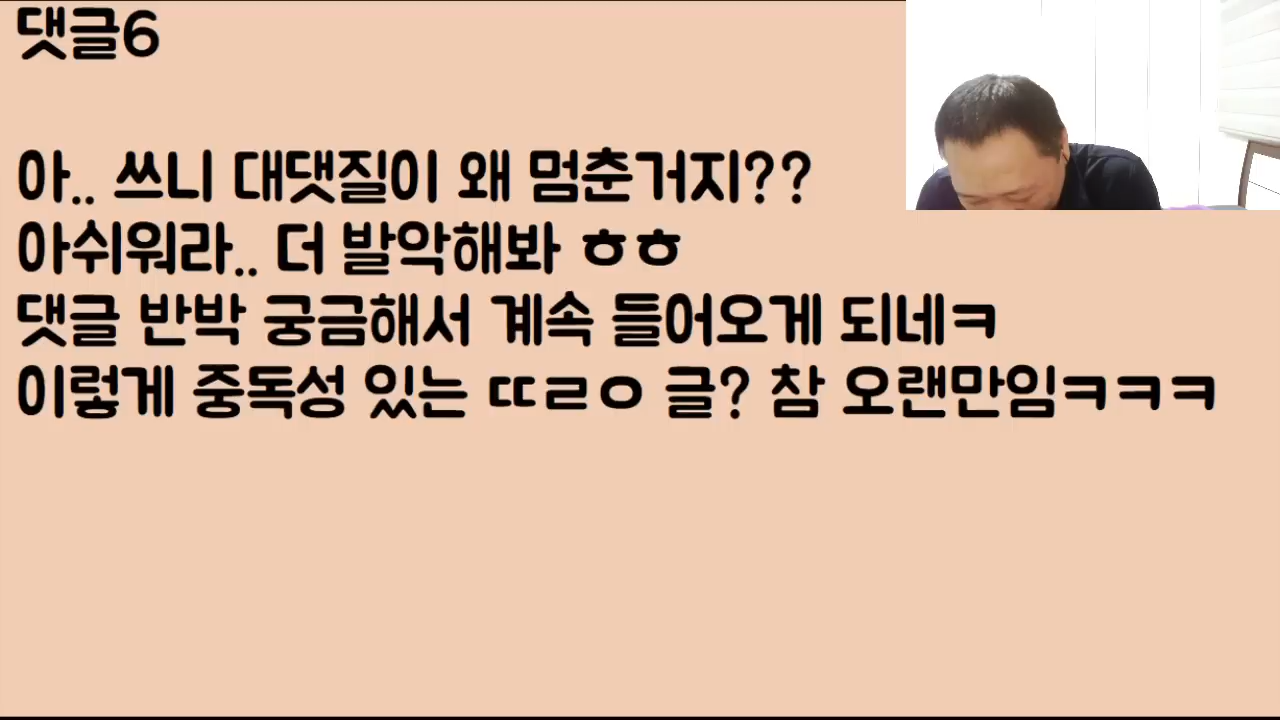 댓글6
아.. 쓰니 대댓질이 왜 멈춘거지??
아쉬워라.. 더 발악해봐 ㅎㅎ
댓글 반박 궁금해서 계속 들어오게 되네ㅋ
이렇게 중독성 있는 ㄸㄹㅇ 글? 참 오랜만임ㅋㅋㅋ